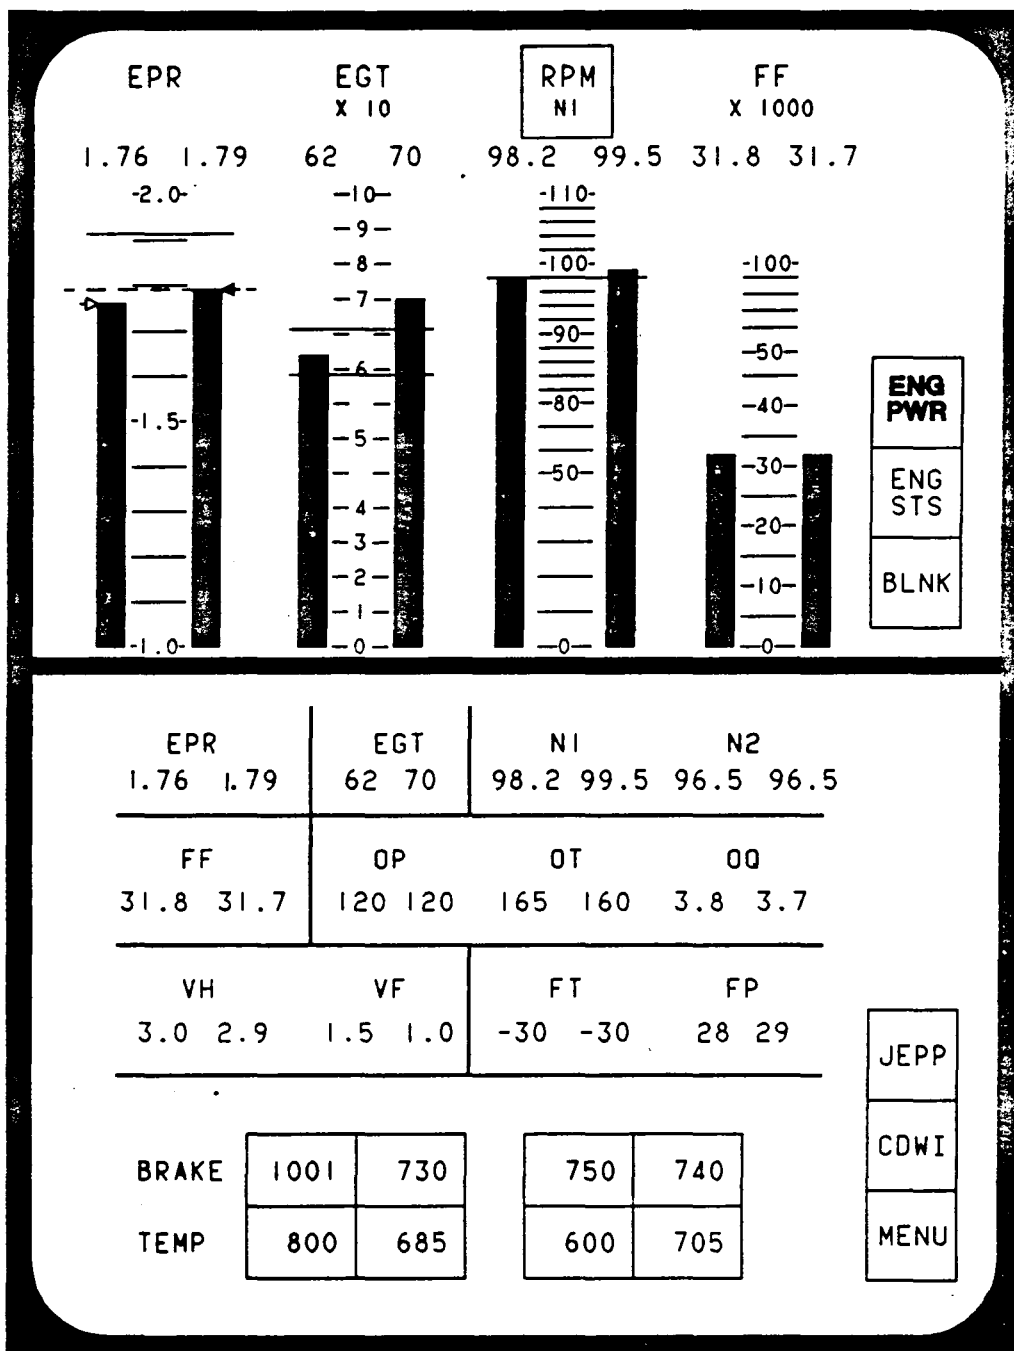 EPR EGT RPM FF
X 10 N1 X 1000
1.76 1.79 62 70 98.2 99.5 31.8 31.7
-2.0- -10- -110-
-9-
-8- -100- -100-
-7-
-90-
-50-
-6-
ENG
PWR
-80- -40-
-1.5-
-5-
-50- -30-
ENG
STS
-4-
-20-
-3-
-2- -10-
BLNK
-1-
-1.0- -0- -0- -0-
EPR EGT N1 N2
1.76 1.79 62 70 98.2 99.5 96.5 96.5
FF OP OT OQ
31.8 31.7 120 120 165 160 3.8 3.7
VH VF FT FP
3.0 2.9 1.5 1.0 -30 -30 28 29
JEPP
CDWI
BRAKE 1001 730 750 740
TEMP 800 685 600 705
MENU